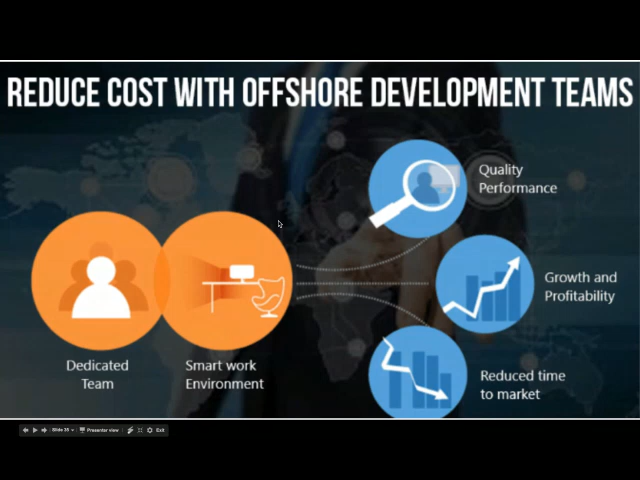 REDUCE COST WITH OFFSHORE DEVELOPMENT TEAMS
Quality
Performance
Growth and
Profitability
Dedicated
Team
Smart work
Environment
Reduced time
to market
Slide 35
Presenter view
Exit